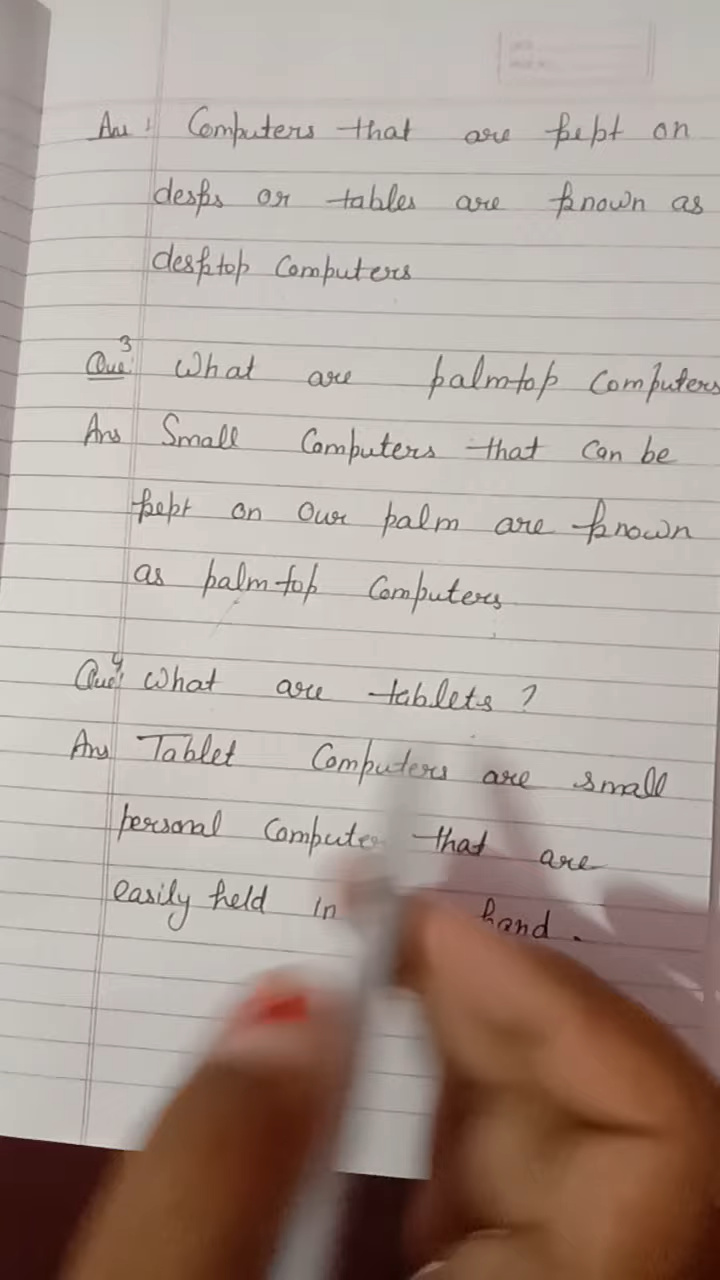 Ans: Computers that are kept on
desks or tables are known as
desktop Computers
Que3: What are palmtop Computers
Ans Small Computers that can be
kept on our palm are known
as palmtop Computers
Que4: What are tablets?
Ans Tablet Computers are small
personal Computer that are
easily held in hand.